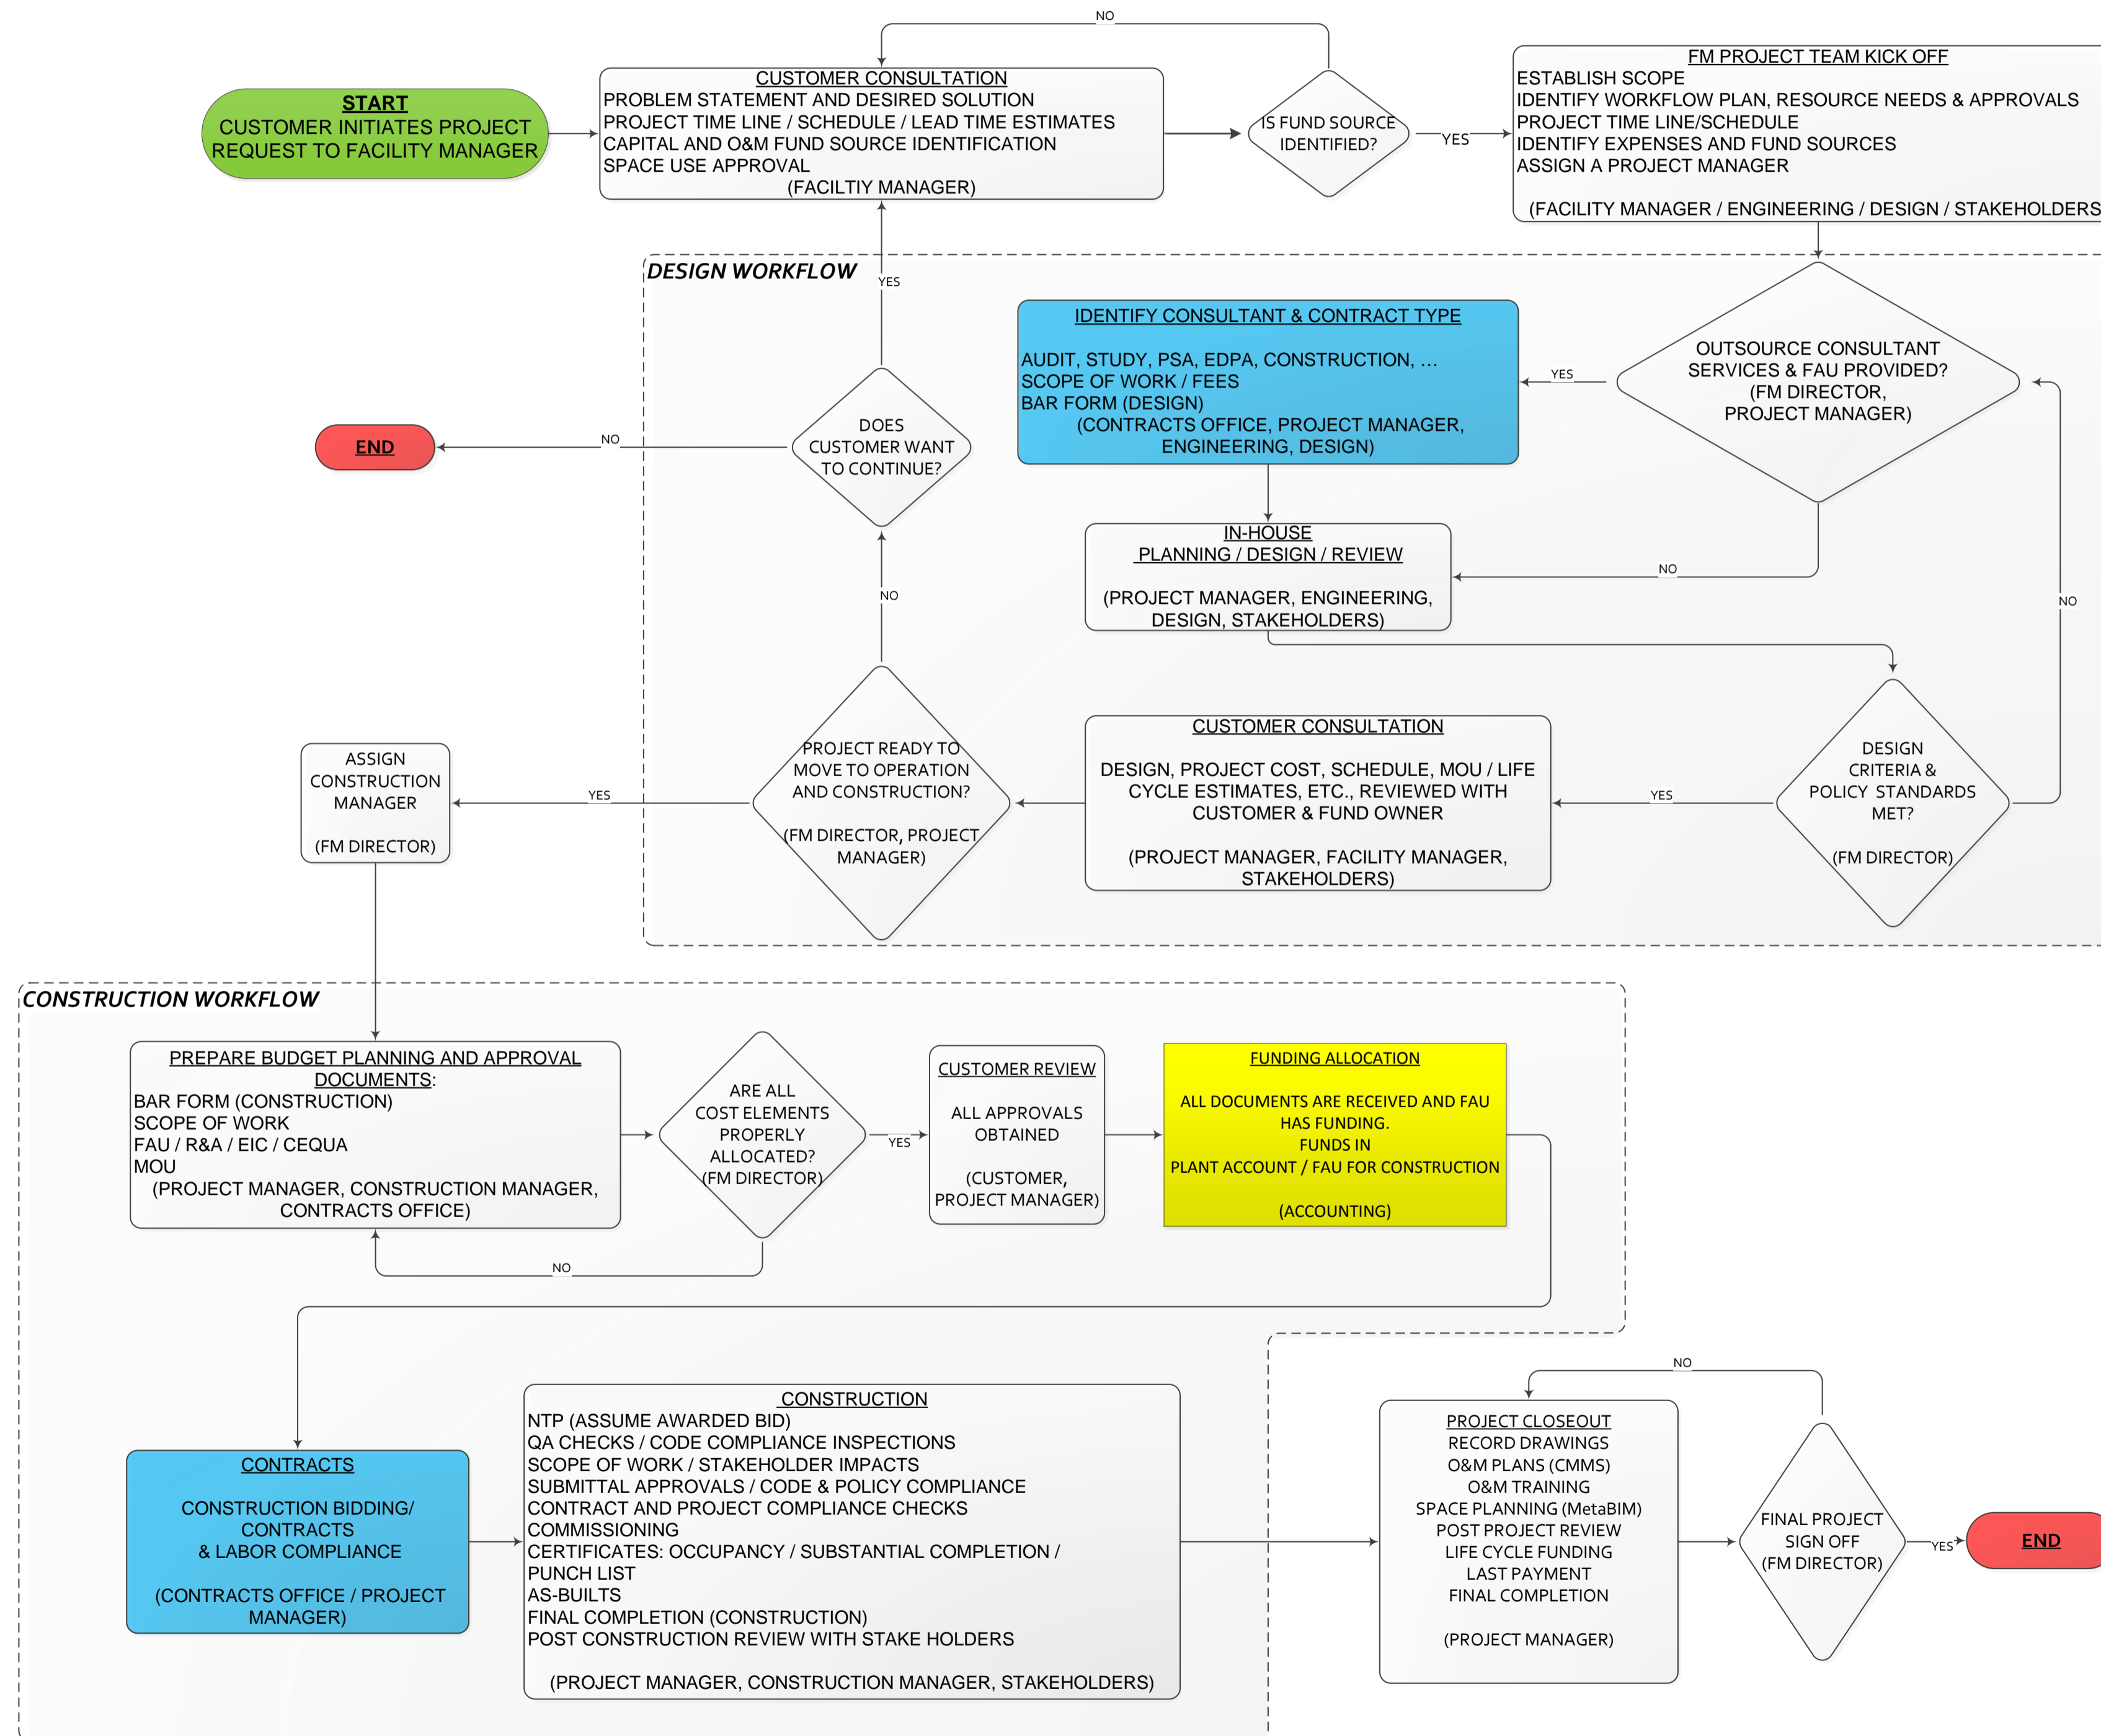 START
CUSTOMER INITIATES PROJECT
REQUEST TO FACILITY MANAGER
CUSTOMER CONSULTATION
PROBLEM STATEMENT AND DESIRED SOLUTION
PROJECT TIME LINE / SCHEDULE / LEAD TIME ESTIMATES
CAPITAL AND O&M FUND SOURCE IDENTIFICATION
SPACE USE APPROVAL
(FACILTIY MANAGER)
NO
IS FUND SOURCE
IDENTIFIED?
YES
FM PROJECT TEAM KICK OFF
ESTABLISH SCOPE
IDENTIFY WORKFLOW PLAN, RESOURCE NEEDS & APPROVALS
PROJECT TIME LINE/SCHEDULE
IDENTIFY EXPENSES AND FUND SOURCES
ASSIGN A PROJECT MANAGER
(FACILITY MANAGER / ENGINEERING / DESIGN / STAKEHOLDERS
DESIGN WORKFLOW
OUTSOURCE CONSULTANT
SERVICES & FAU PROVIDED?
(FM DIRECTOR,
PROJECT MANAGER)
YES
IDENTIFY CONSULTANT & CONTRACT TYPE
AUDIT, STUDY, PSA, EDPA, CONSTRUCTION, …
SCOPE OF WORK / FEES
BAR FORM (DESIGN)
(CONTRACTS OFFICE, PROJECT MANAGER,
ENGINEERING, DESIGN)
NO
IN-HOUSE
PLANNING / DESIGN / REVIEW
(PROJECT MANAGER, ENGINEERING,
DESIGN, STAKEHOLDERS)
NO
DESIGN
CRITERIA &
POLICY STANDARDS
MET?
(FM DIRECTOR)
YES
CUSTOMER CONSULTATION
DESIGN, PROJECT COST, SCHEDULE, MOU / LIFE
CYCLE ESTIMATES, ETC., REVIEWED WITH
CUSTOMER & FUND OWNER
(PROJECT MANAGER, FACILITY MANAGER,
STAKEHOLDERS)
PROJECT READY TO
MOVE TO OPERATION
AND CONSTRUCTION?
(FM DIRECTOR, PROJECT
MANAGER)
NO
DOES
CUSTOMER WANT
TO CONTINUE?
YES
NO
END
YES
ASSIGN
CONSTRUCTION
MANAGER
(FM DIRECTOR)
CONSTRUCTION WORKFLOW
PREPARE BUDGET PLANNING AND APPROVAL
DOCUMENTS:
BAR FORM (CONSTRUCTION)
SCOPE OF WORK
FAU / R&A / EIC / CEQUA
MOU
(PROJECT MANAGER, CONSTRUCTION MANAGER,
CONTRACTS OFFICE)
ARE ALL
COST ELEMENTS
PROPERLY
ALLOCATED?
(FM DIRECTOR)
NO
YES
CUSTOMER REVIEW
ALL APPROVALS
OBTAINED
(CUSTOMER,
PROJECT MANAGER)
FUNDING ALLOCATION
ALL DOCUMENTS ARE RECEIVED AND FAU
HAS FUNDING.
FUNDS IN
PLANT ACCOUNT / FAU FOR CONSTRUCTION
(ACCOUNTING)
CONTRACTS
CONSTRUCTION BIDDING/
CONTRACTS
& LABOR COMPLIANCE
(CONTRACTS OFFICE / PROJECT
MANAGER)
CONSTRUCTION
NTP (ASSUME AWARDED BID)
QA CHECKS / CODE COMPLIANCE INSPECTIONS
SCOPE OF WORK / STAKEHOLDER IMPACTS
SUBMITTAL APPROVALS / CODE & POLICY COMPLIANCE
CONTRACT AND PROJECT COMPLIANCE CHECKS
COMMISSIONING
CERTIFICATES: OCCUPANCY / SUBSTANTIAL COMPLETION /
PUNCH LIST
AS-BUILTS
FINAL COMPLETION (CONSTRUCTION)
POST CONSTRUCTION REVIEW WITH STAKE HOLDERS
(PROJECT MANAGER, CONSTRUCTION MANAGER, STAKEHOLDERS)
PROJECT CLOSEOUT
RECORD DRAWINGS
O&M PLANS (CMMS)
O&M TRAINING
SPACE PLANNING (MetaBIM)
POST PROJECT REVIEW
LIFE CYCLE FUNDING
LAST PAYMENT
FINAL COMPLETION
(PROJECT MANAGER)
NO
FINAL PROJECT
SIGN OFF
(FM DIRECTOR)
YES
END